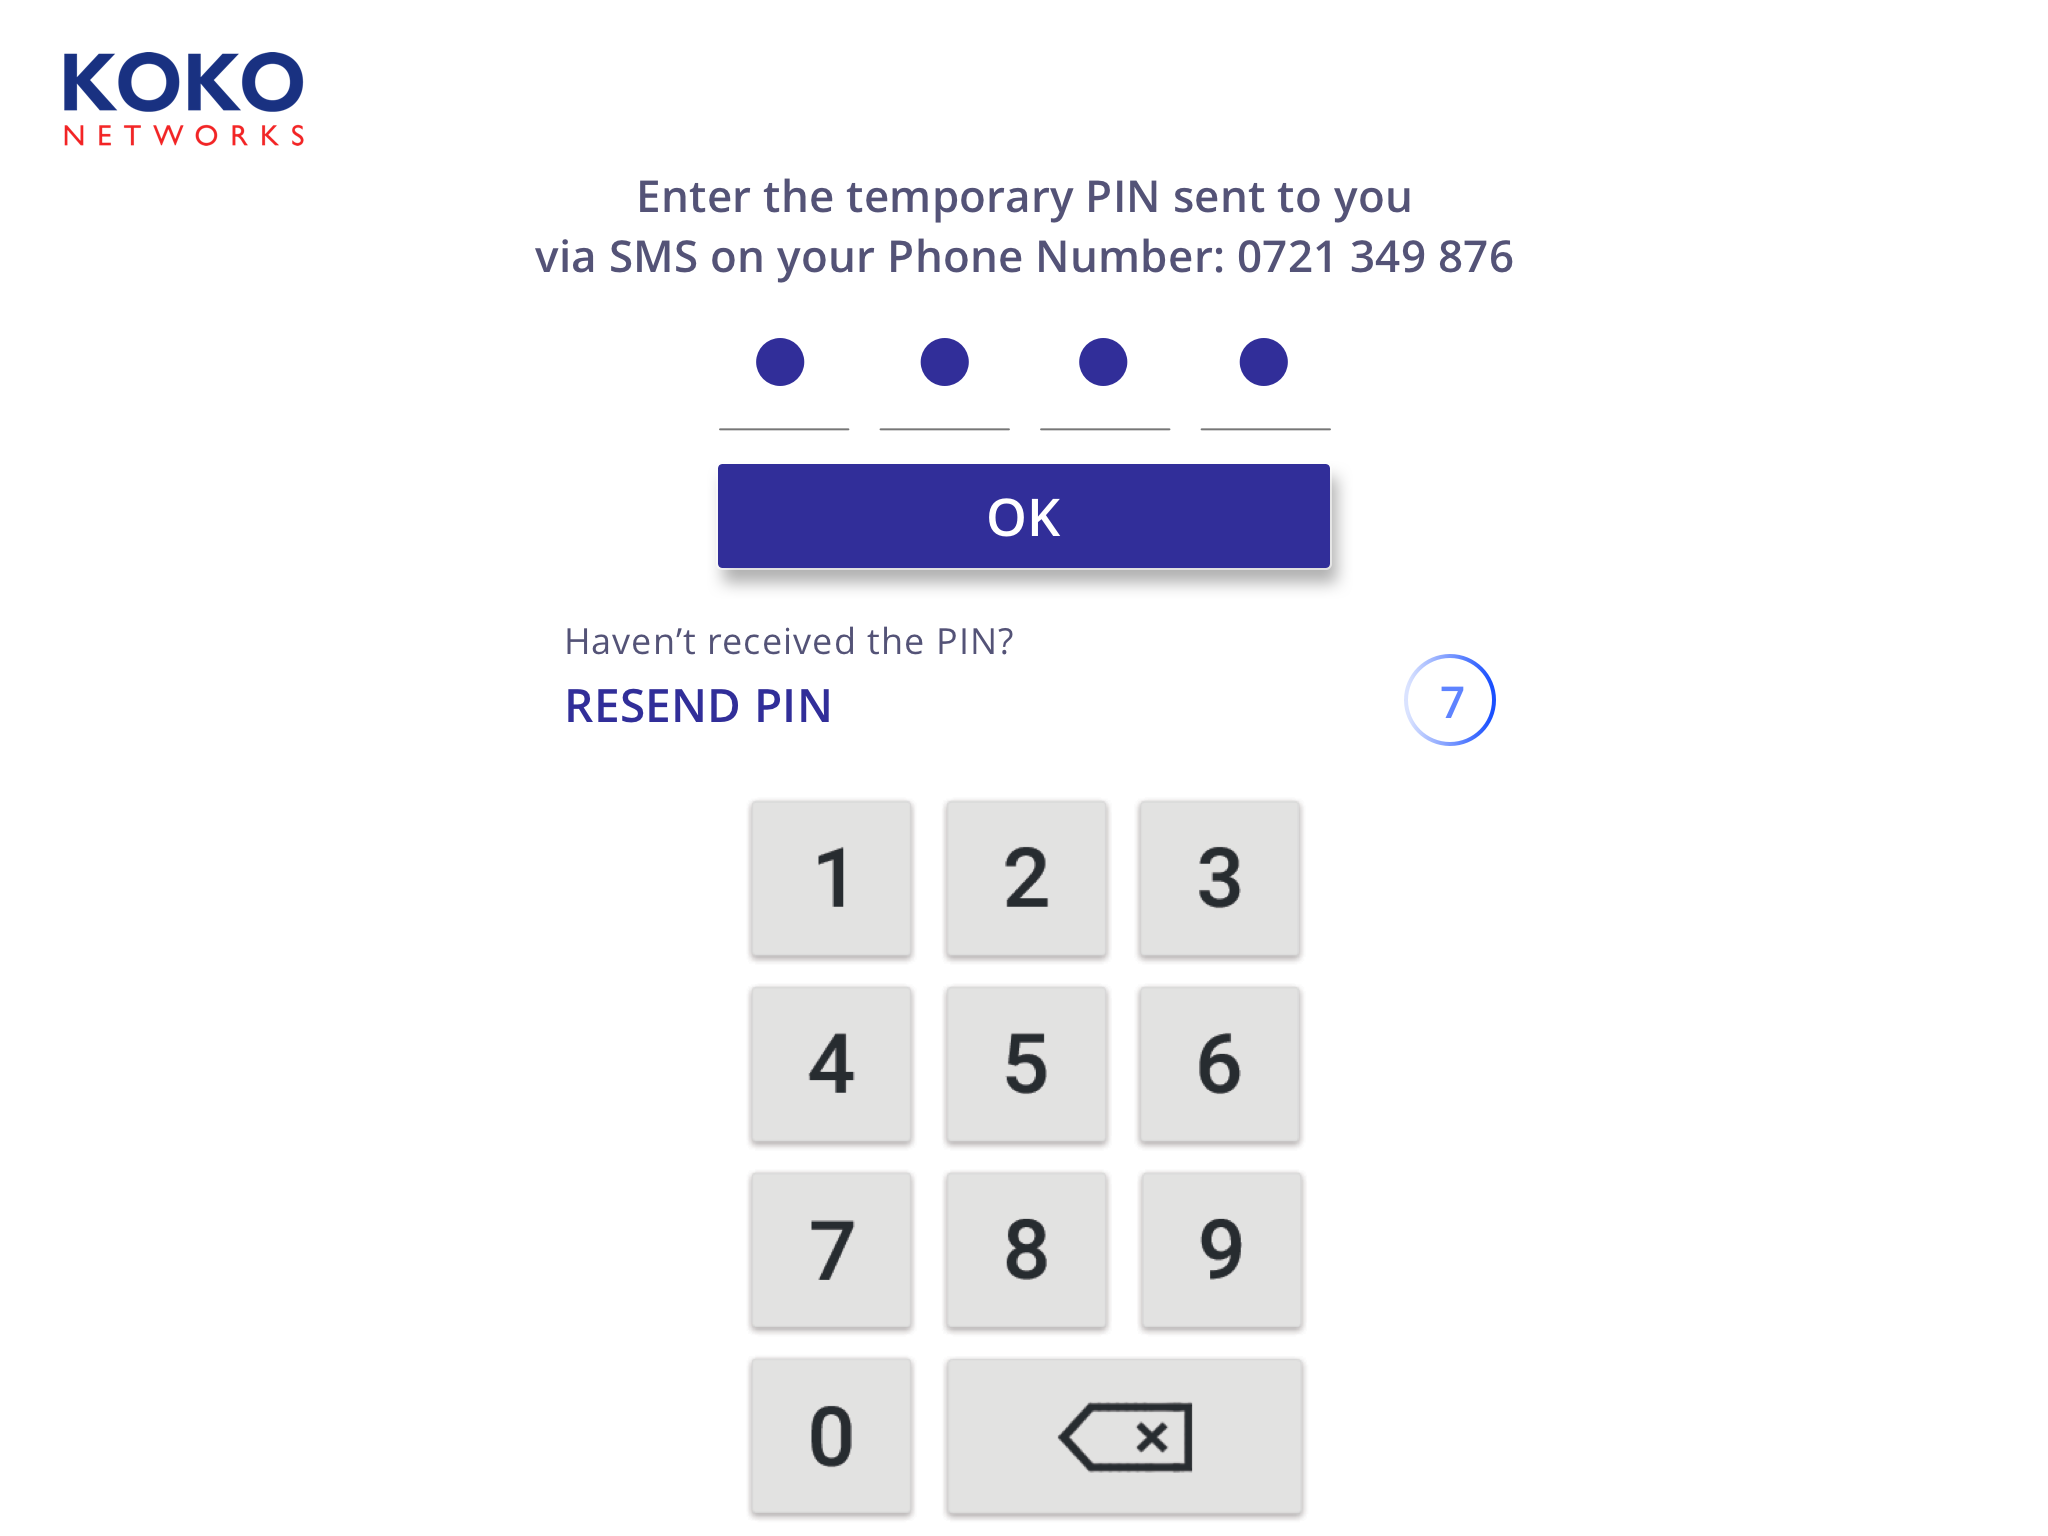 KOKO
NETWORKS
Enter the temporary PIN sent to you
via SMS on your Phone Number: 0721 349 876
OK
Haven’t received the PIN?
RESEND PIN
7
1 2 3
4 5 6
7 8 9
0